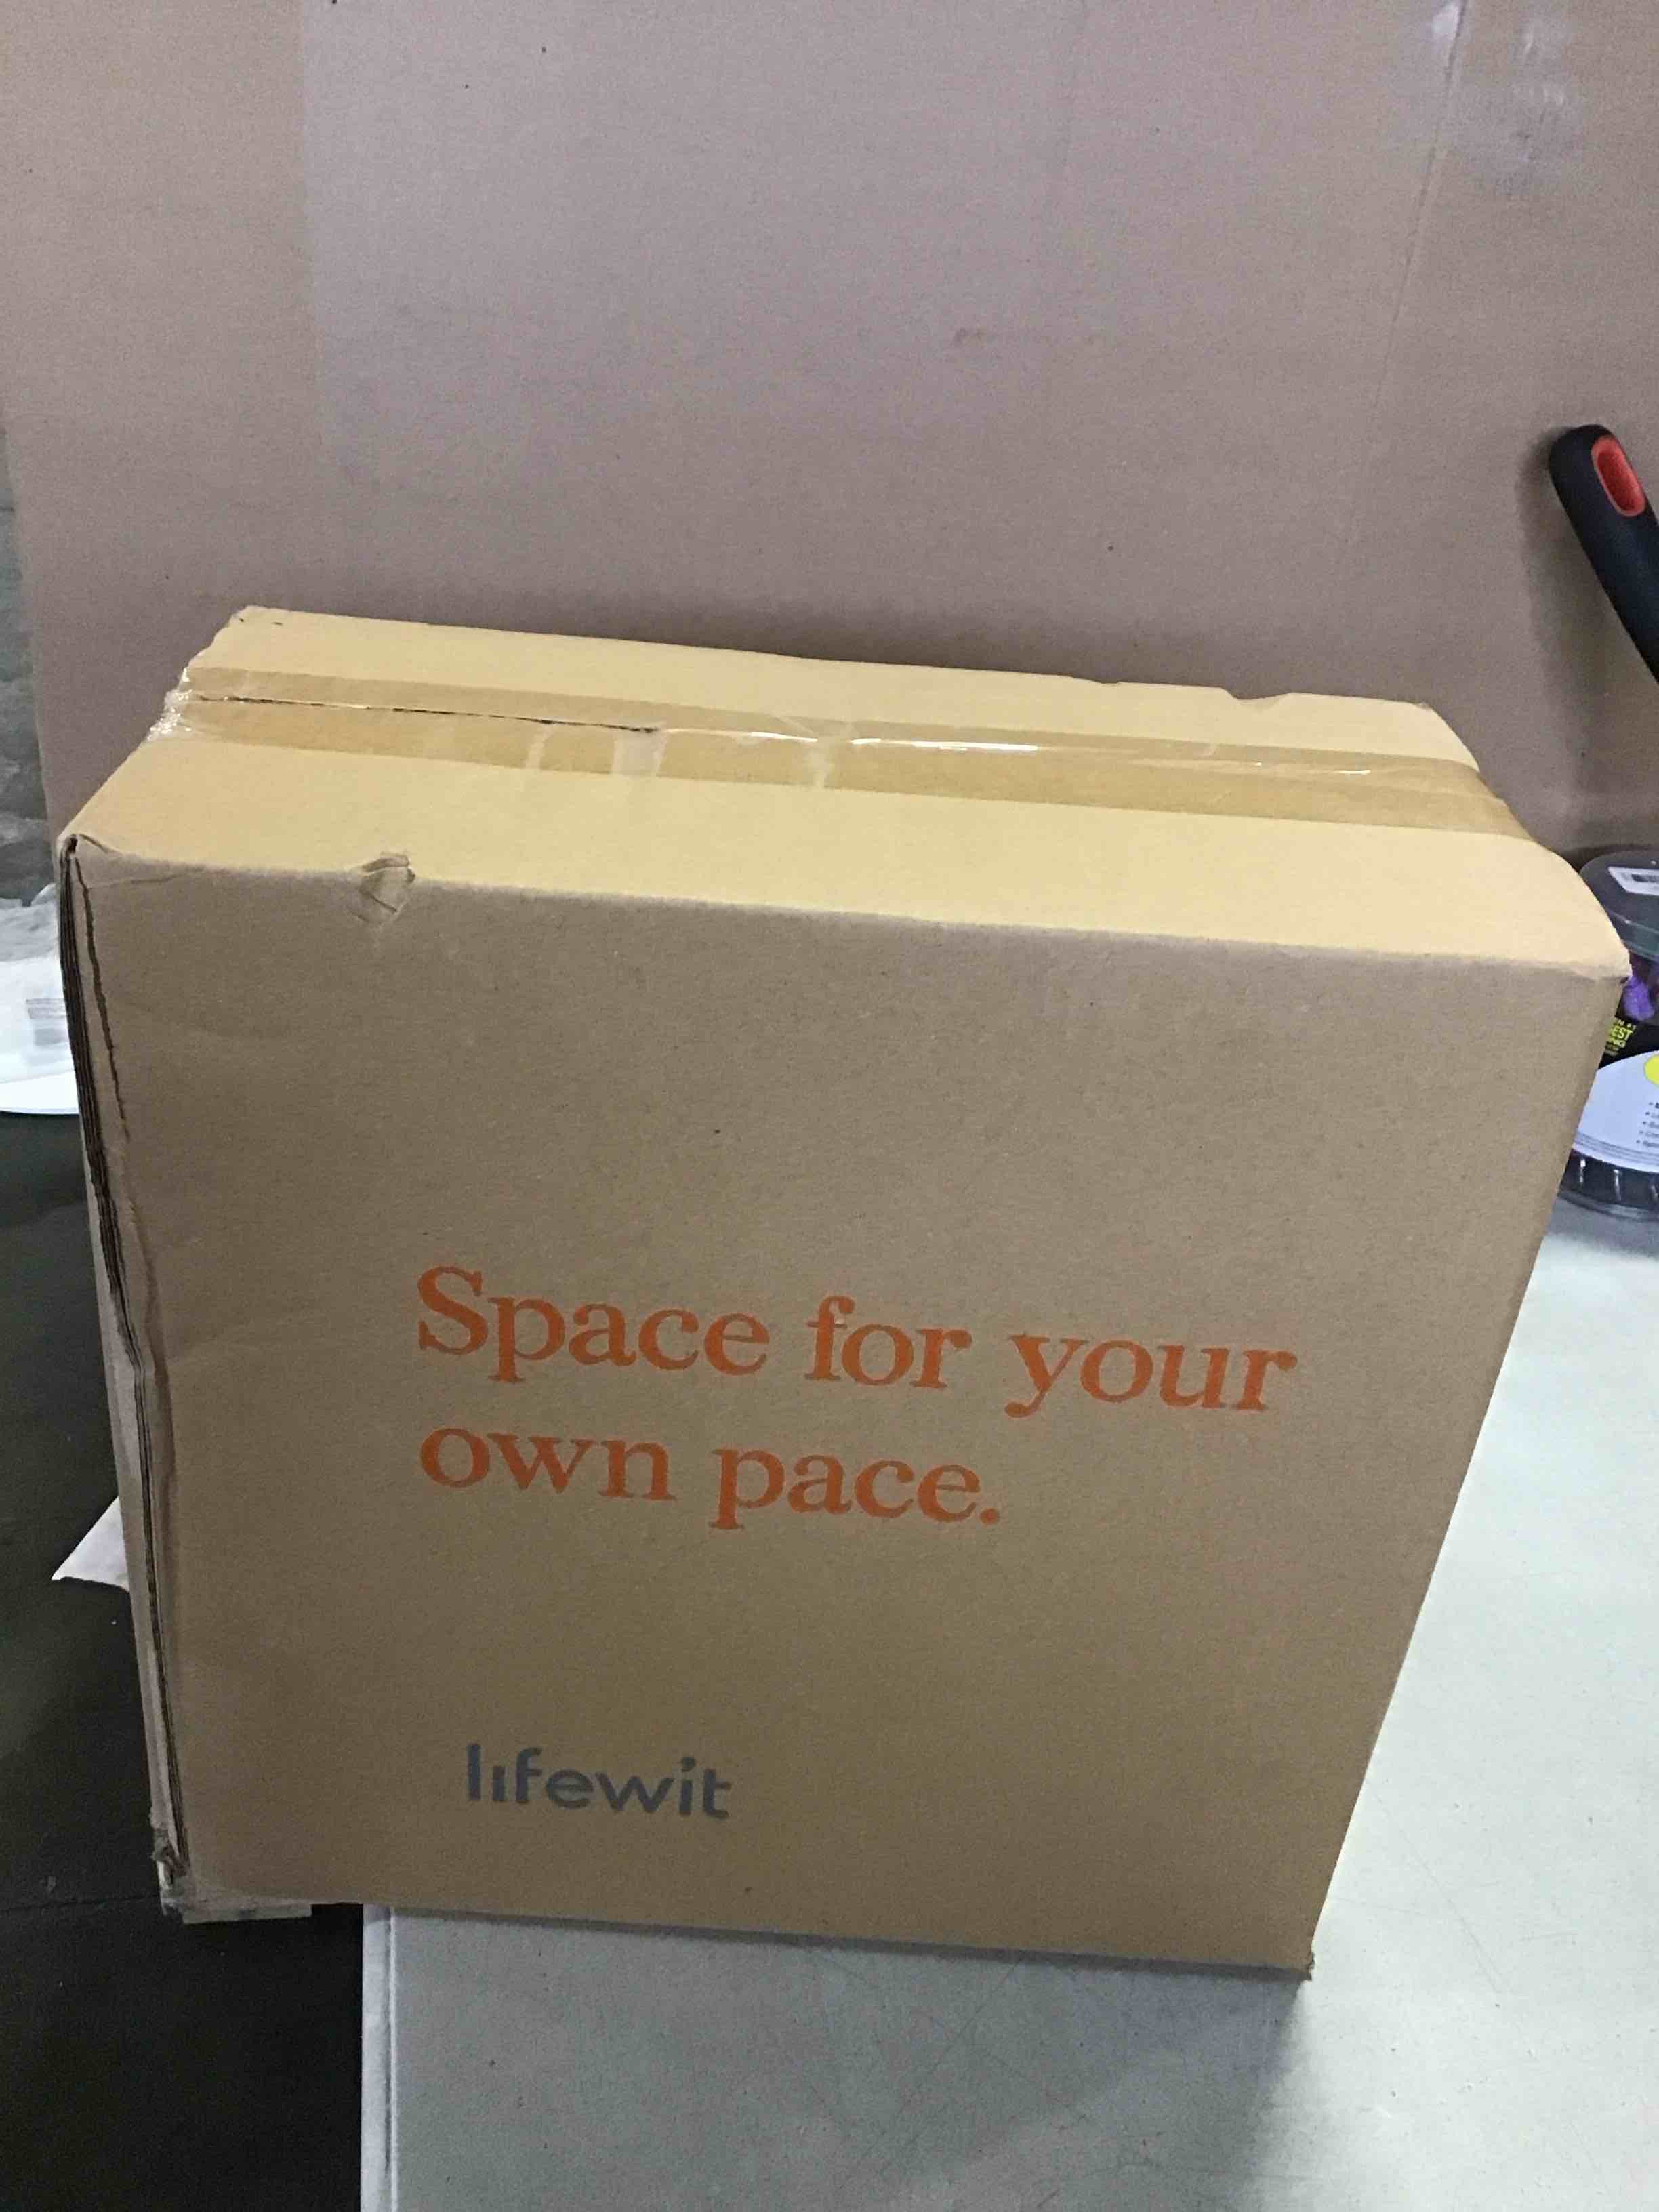 Space for your
own pace.
lifewit